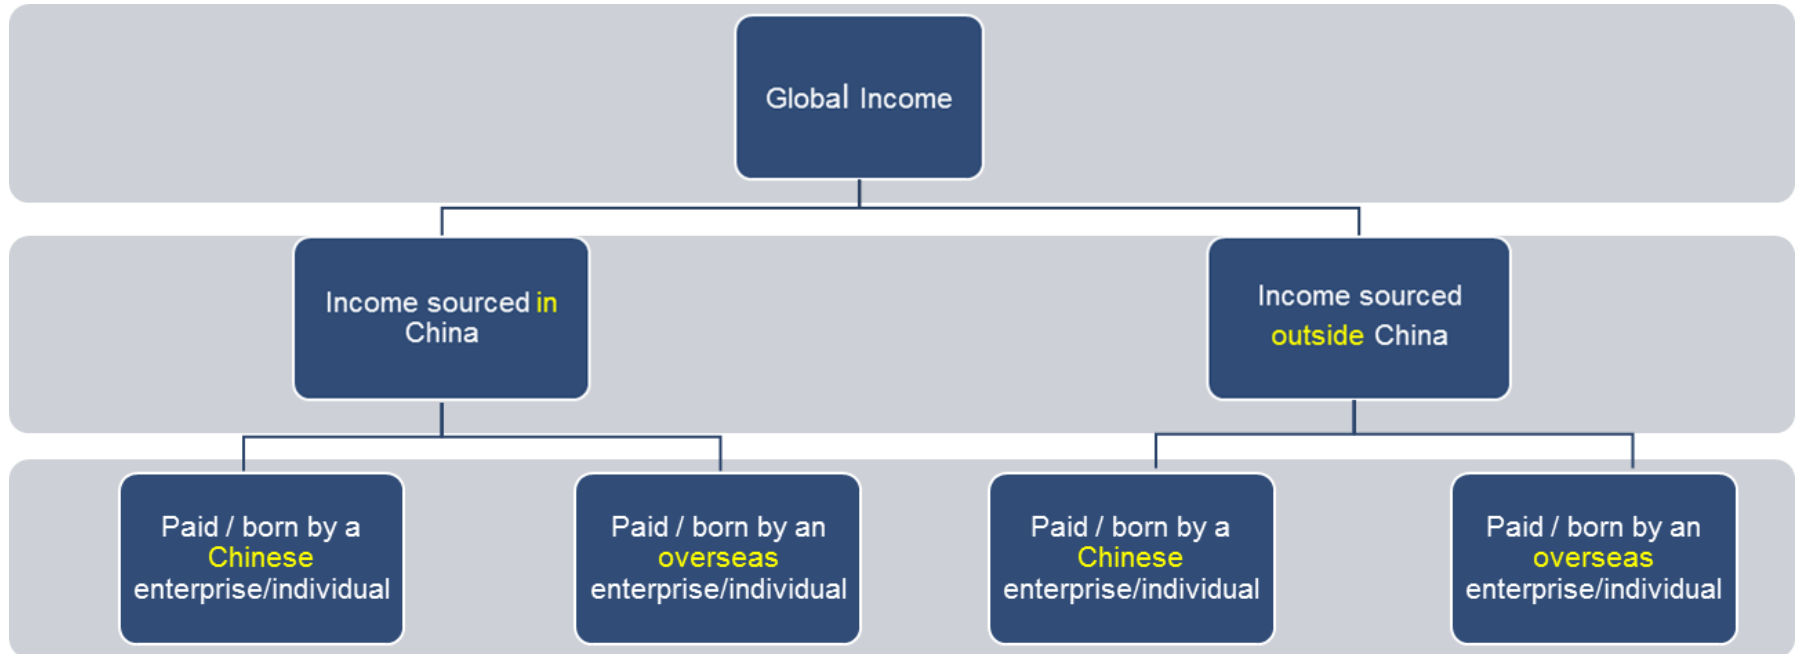 Global Income
Income sourced in
China
Income sourced
outside China
Paid / born by a
Chinese
enterprise/individual
Paid / born by an
overseas
enterprise/individual
Paid / born by a
Chinese
enterprise/individual
Paid / born by an
overseas
enterprise/individual